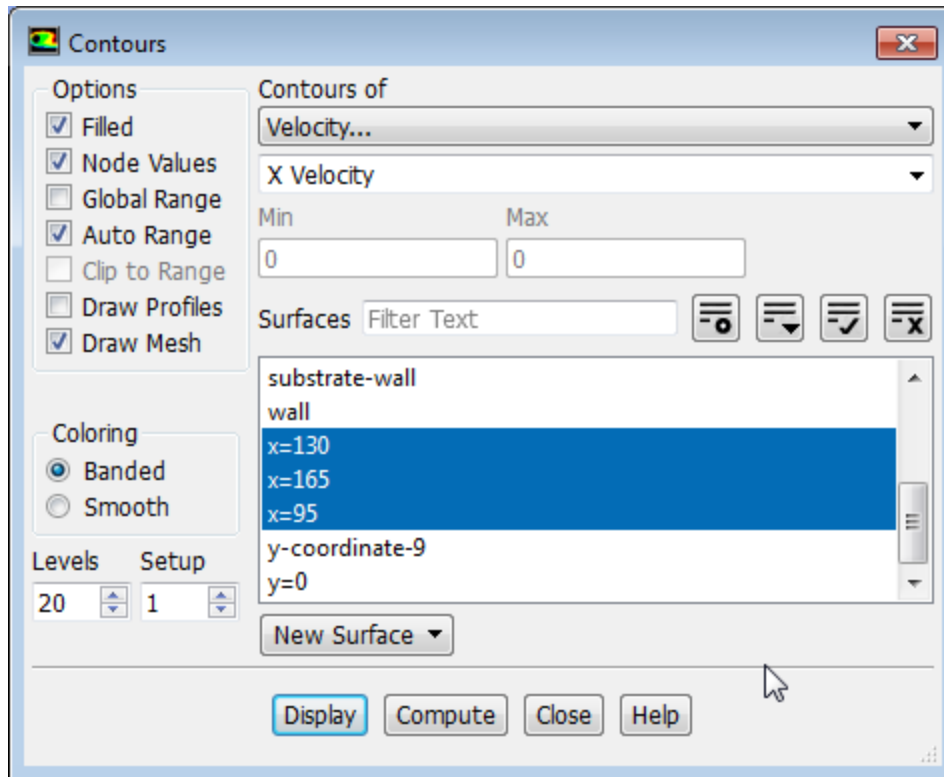 Contours
Options
Filled
Node Values
Global Range
Auto Range
Clip to Range
Draw Profiles
Draw Mesh
Coloring
Banded
Smooth
Levels Setup
20 1
Contours of
Velocity...
X Velocity
Min Max
0 0
Surfaces Filter Text
substrate-wall
wall
x=130
x=165
x=95
y-coordinate-9
y=0
New Surface
Display Compute Close Help